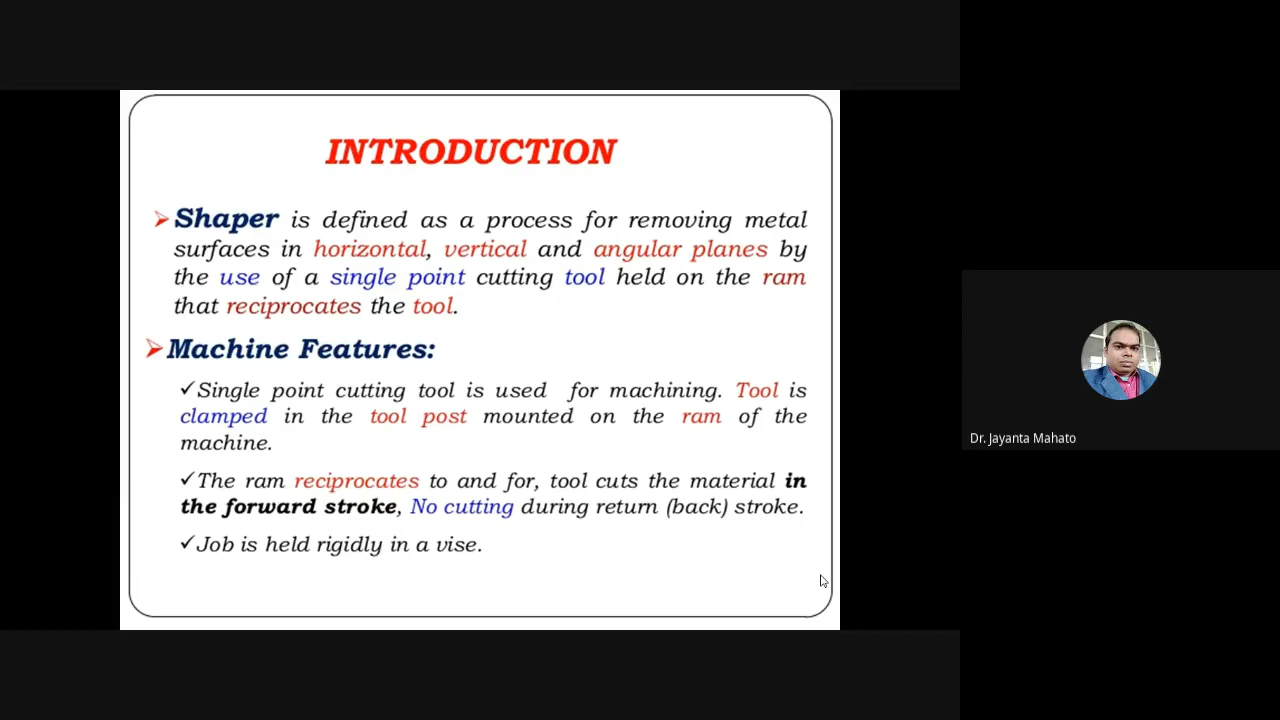 INTRODUCTION
Shaper is defined as a process for removing metal
surfaces in horizontal, vertical and angular planes by
the use of a single point cutting tool held on the ram
that reciprocates the tool.
Machine Features:
Single point cutting tool is used for machining. Tool is
clamped in the tool post mounted on the ram of the
machine.
The ram reciprocates to and for, tool cuts the material in
the forward stroke, No cutting during return (back) stroke.
Job is held rigidly in a vise.
Dr. Jayanta Mahato